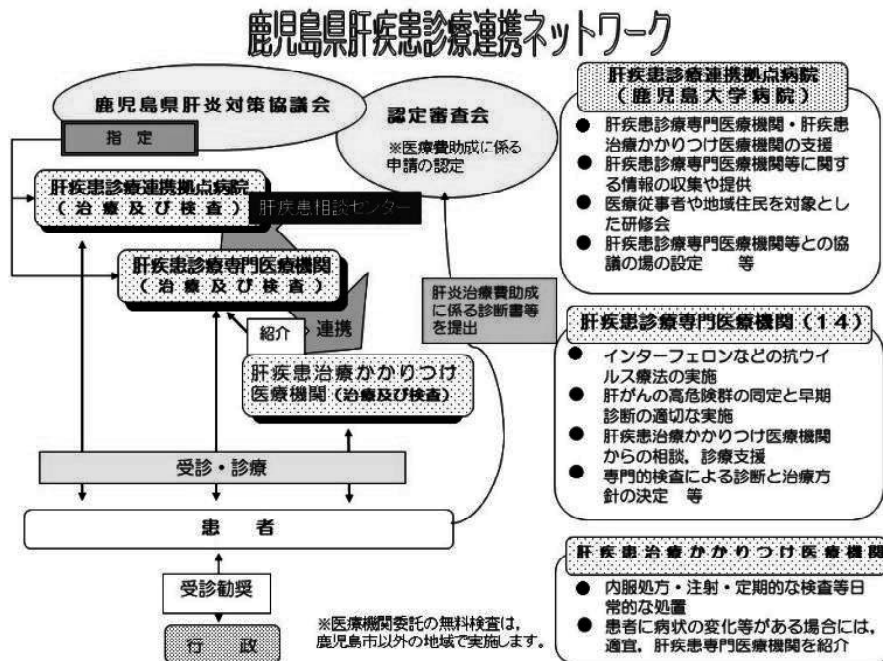 鹿児島県肝疾患診療連携ネットワーク
鹿児島県肝炎対策協議会
指 定
認定審査会
※医療費助成に係る
申請の認定
肝疾患診療連携拠点病院
（治療及び検査）
肝疾患相談センター
肝疾患診療専門医療機関
（治療及び検査）
紹介
連携
肝炎治療費助成
に係る診断書等
を提出
肝疾患治療かかりつけ
医療機関（治療及び検査）
受診・診療
患 者
受診勧奨
行 政
※医療機関委託の無料検査は，
鹿児島市以外の地域で実施します。
肝疾患診療連携拠点病院
（鹿児島大学病院）
● 肝疾患診療専門医療機関・肝疾患
治療かかりつけ医療機関の支援
● 肝疾患診療専門医療機関等に関す
る情報の収集や提供
● 医療従事者や地域住民を対象とし
た研修会
● 肝疾患診療専門医療機関等との協
議の場の設定 等
肝疾患診療専門医療機関（１４）
● インターフェロンなどの抗ウイ
ルス療法の実施
● 肝がんの高危険群の同定と早期
診断の適切な実施
● 肝疾患治療かかりつけ医療機関
からの相談，診療支援
● 専門的検査による診断と治療方
針の決定 等
肝疾患治療かかりつけ医療機関
● 内服処方・注射・定期的な検査等日
常的な処置
● 患者に病状の変化等がある場合には，
適宜，肝疾患専門医療機関を紹介